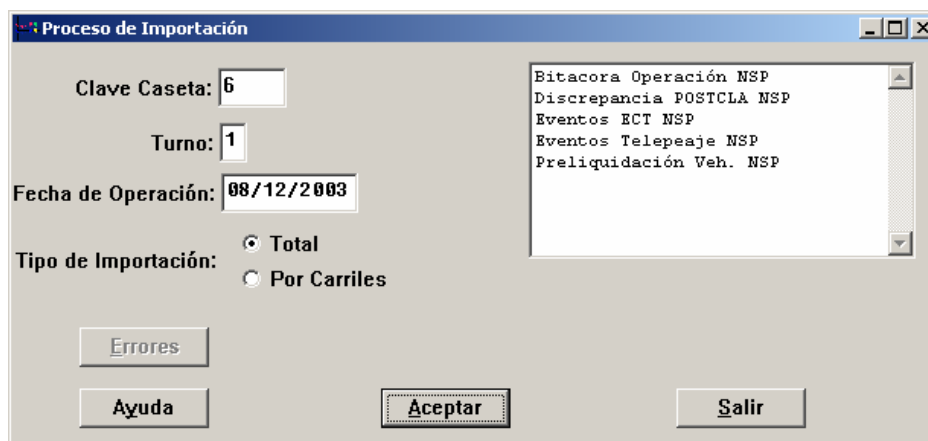 Proceso de Importación
Clave Caseta: 6
Turno: 1
Fecha de Operación: 08/12/2003
Tipo de Importación:
Total
Por Carriles
Bitacora Operación NSP
Discrepancia POSTCLA NSP
Eventos ECT NSP
Eventos Telepeaje NSP
Preliquidación Veh. NSP
Errores
Ayuda
Aceptar
Salir